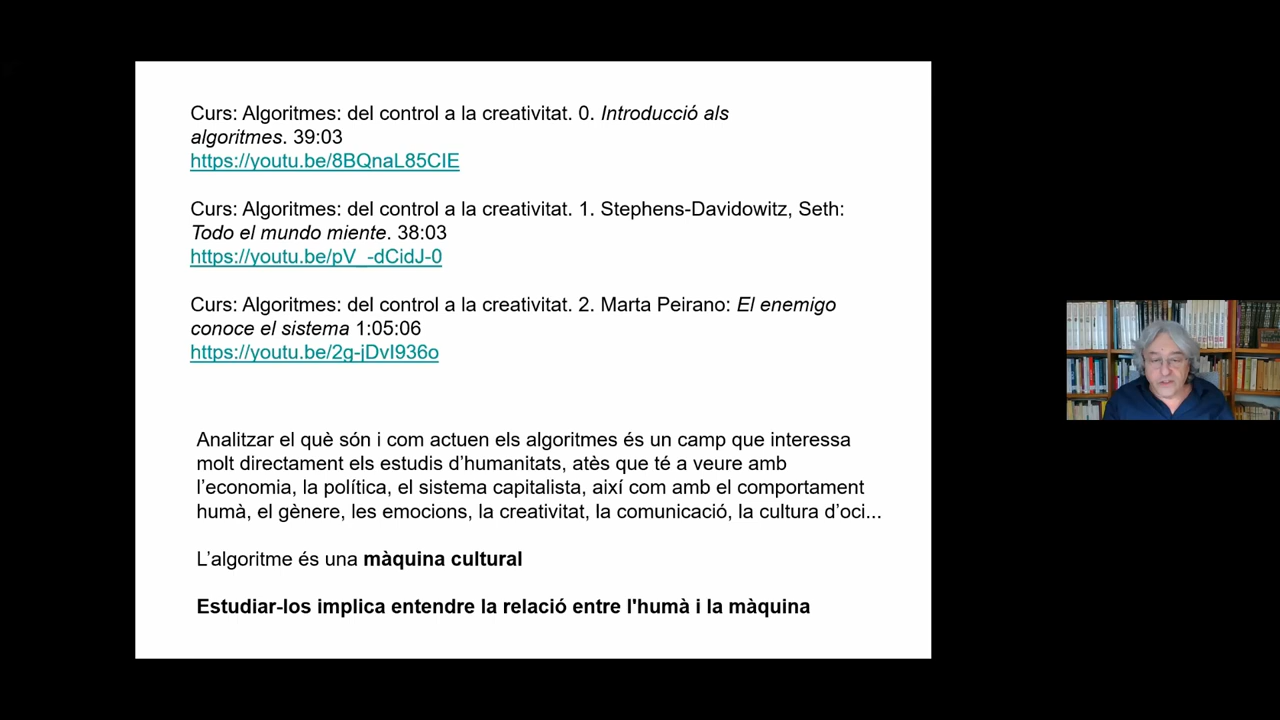 Curs: Algoritmes: del control a la creativitat. 0. Introducció als
algoritmes. 39:03
https://youtu.be/8BQnaL85CIE
Curs: Algoritmes: del control a la creativitat. 1. Stephens-Davidowitz, Seth:
Todo el mundo miente. 38:03
https://youtu.be/pV_-dCidJ-0
Curs: Algoritmes: del control a la creativitat. 2. Marta Peirano: El enemigo
conoce el sistema 1:05:06
https://youtu.be/2g-jDvI936o
Analitzar el què són i com actuen els algoritmes és un camp que interessa
molt directament els estudis d’humanitats, atès que té a veure amb
l’economia, la política, el sistema capitalista, així com amb el comportament
humà, el gènere, les emocions, la creativitat, la comunicació, la cultura d’oci...
L’algoritme és una màquina cultural
Estudiar-los implica entendre la relació entre l'humà i la màquina